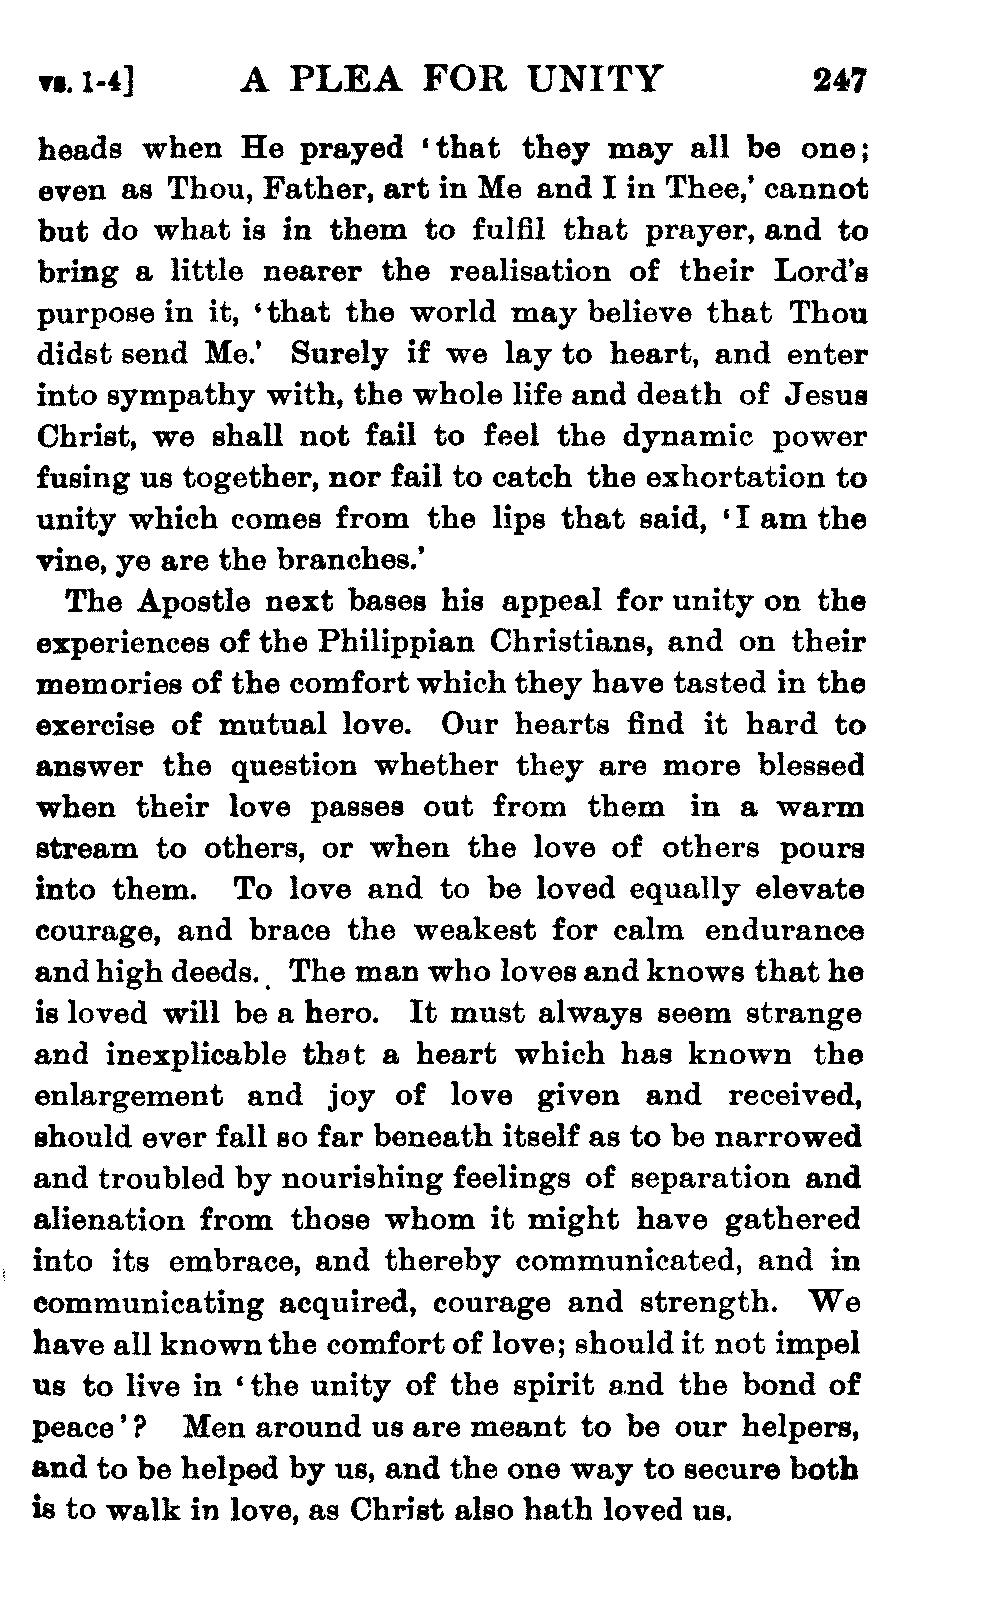 vs. 1-4] A PLEA FOR UNITY 247
heads when He prayed ‘that they may all be one;
even as Thou, Father, art in Me and I in Thee,’ cannot
but do what is in them to fulfil that prayer, and to
bring a little nearer the realisation of their Lord’s
purpose in it, ‘that the world may believe that Thou
didst send Me.’ Surely if we lay to heart, and enter
into sympathy with, the whole life and death of Jesus
Christ, we shall not fail to feel the dynamic power
fusing us together, nor fail to catch the exhortation to
unity which comes from the lips that said, ‘I am the
vine, ye are the branches.’
The Apostle next bases his appeal for unity on the
experiences of the Philippian Christians, and on their
memories of the comfort which they have tasted in the
exercise of mutual love. Our hearts find it hard to
answer the question whether they are more blessed
when their love passes out from them in a warm
stream to others, or when the love of others pours
into them. To love and to be loved equally elevate
courage, and brace the weakest for calm endurance
and high deeds. The man who loves and knows that he
is loved will be a hero. It must always seem strange
and inexplicable that a heart which has known the
enlargement and joy of love given and received,
should ever fall so far beneath itself as to be narrowed
and troubled by nourishing feelings of separation and
alienation from those whom it might have gathered
into its embrace, and thereby communicated, and in
communicating acquired, courage and strength. We
have all known the comfort of love; should it not impel
us to live in ‘the unity of the spirit and the bond of
peace’? Men around us are meant to be our helpers,
and to be helped by us, and the one way to secure both
is to walk in love, as Christ also hath loved us.